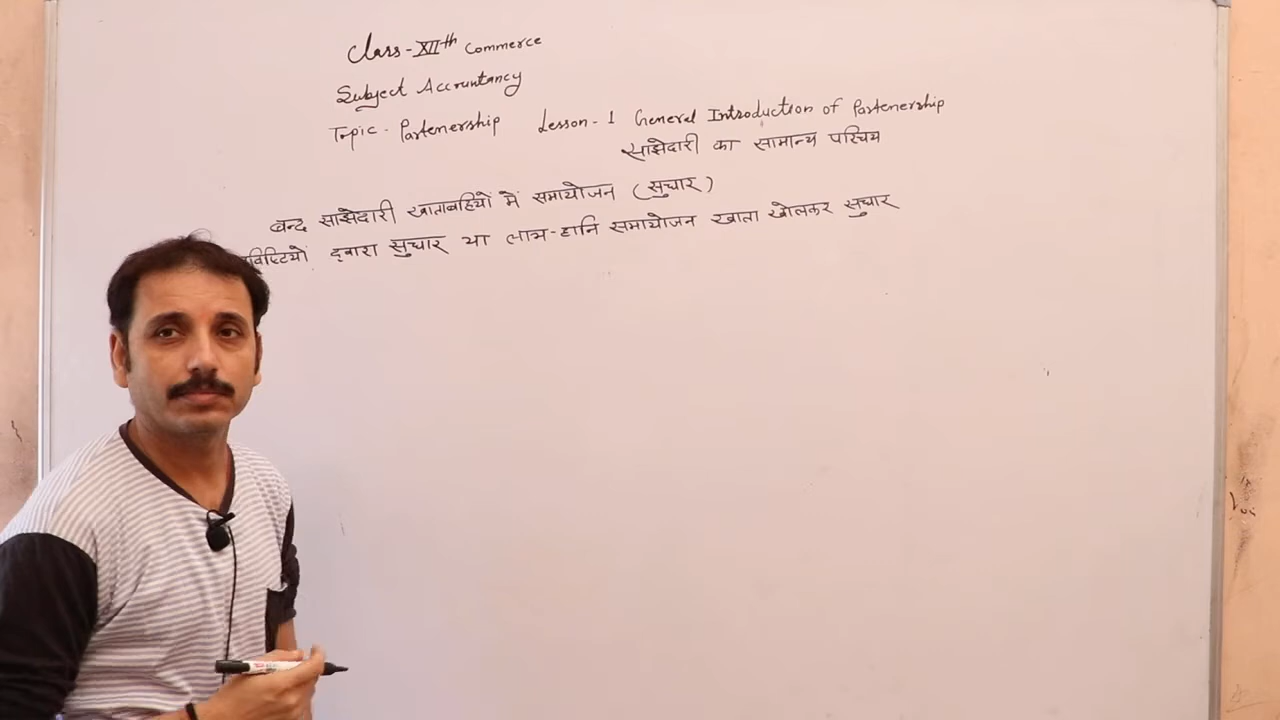 Class-XIIth Commerce
Subject Accountancy
Topic - Partenership Lesson-1 General Introduction of Partenership
साझेदारी का सामान्य परिचय
बन्द साझेदारी खाताबहियों में समायोजन (सुधार)
द्वारा सुधार या लाभ-हानि समायोजन खाता खोलकर सुधार